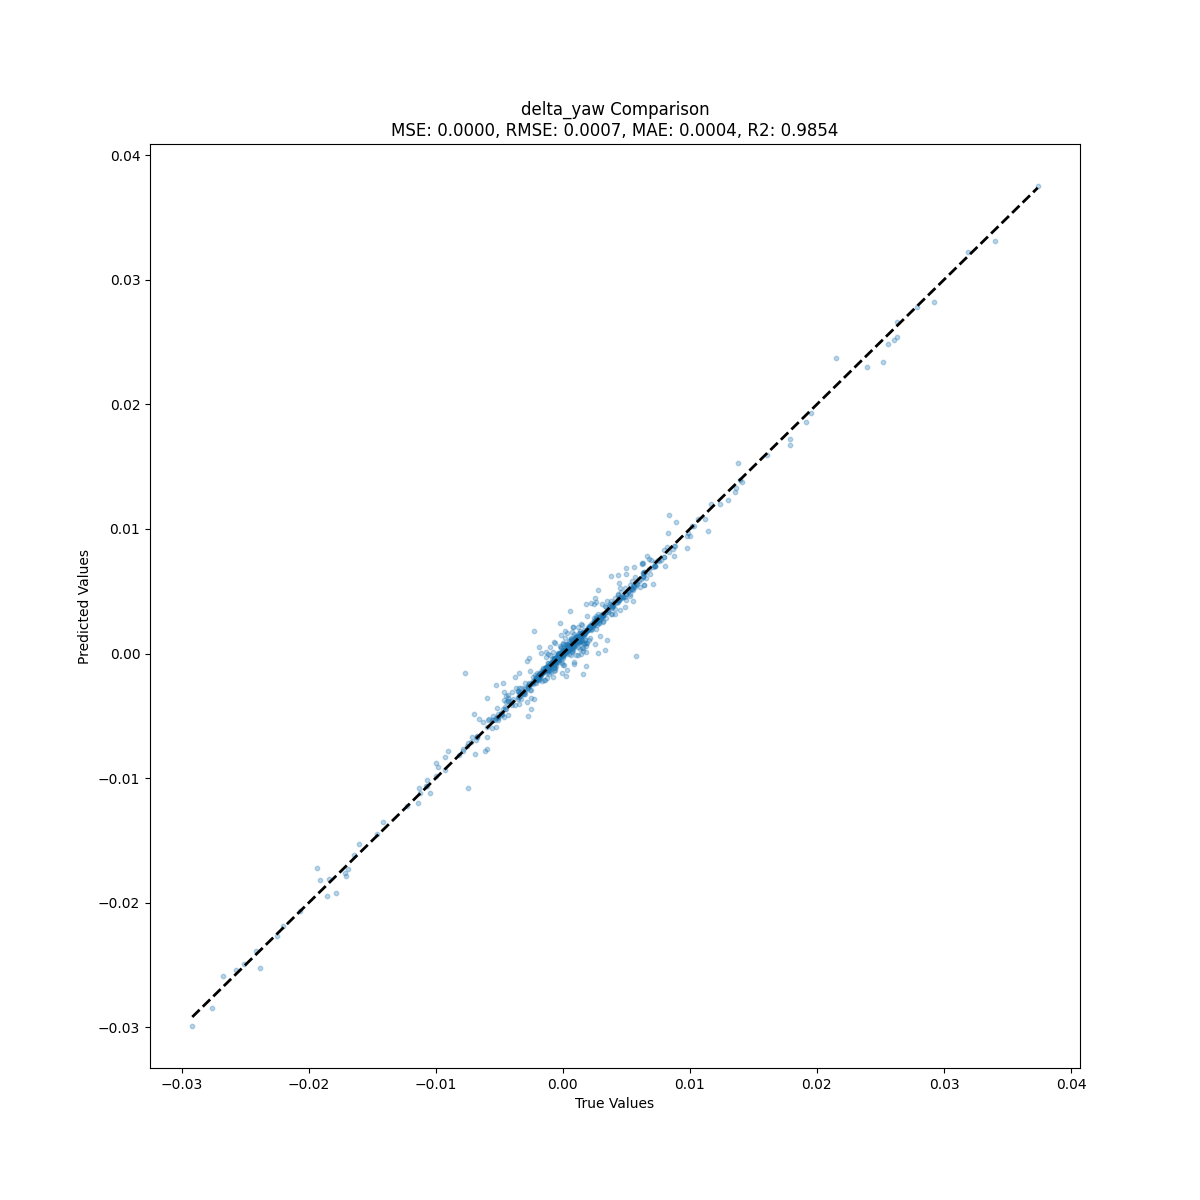 delta_yaw Comparison
MSE: 0.0000, RMSE: 0.0007, MAE: 0.0004, R2: 0.9854
0.04
0.03
0.02
0.01
0.00
−0.01
−0.02
−0.03
Predicted Values
−0.03 −0.02 −0.01 0.00 0.01 0.02 0.03 0.04
True Values